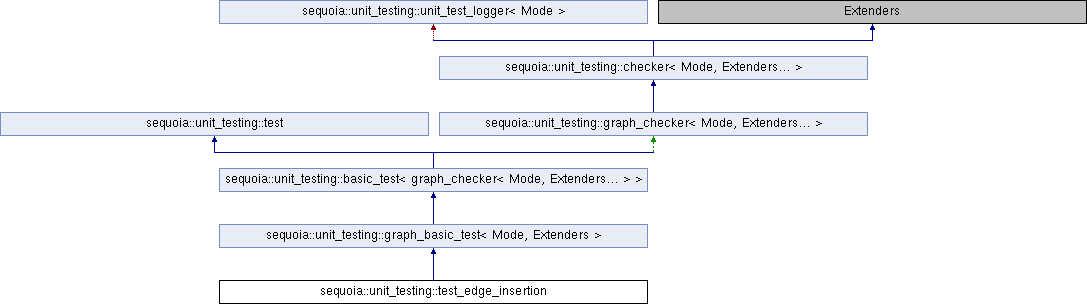 sequoia::unit_testing::unit_test_logger< Mode >
Extenders
sequoia::unit_testing::checker< Mode, Extenders... >
sequoia::unit_testing::test
sequoia::unit_testing::graph_checker< Mode, Extenders... >
sequoia::unit_testing::basic_test< graph_checker< Mode, Extenders... > >
sequoia::unit_testing::graph_basic_test< Mode, Extenders >
sequoia::unit_testing::test_edge_insertion